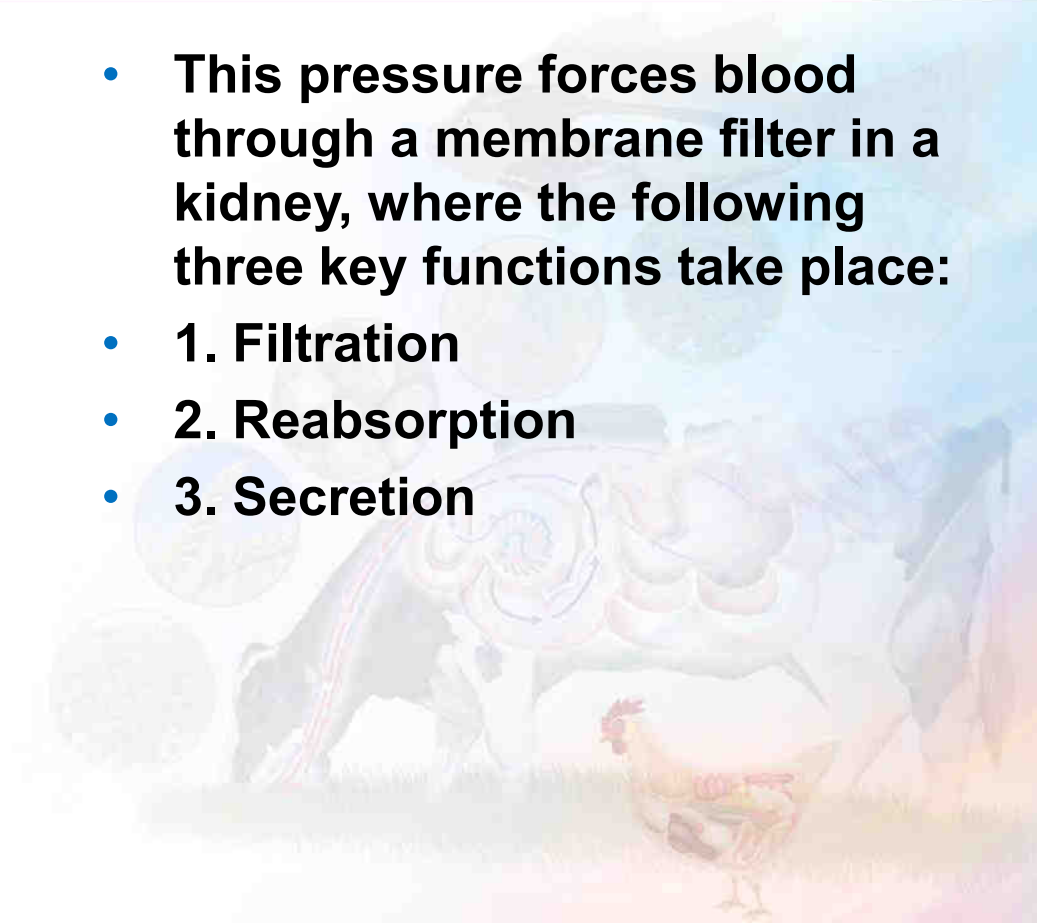 • This pressure forces blood
through a membrane filter in a
kidney, where the following
three key functions take place:
• 1. Filtration
• 2. Reabsorption
• 3. Secretion